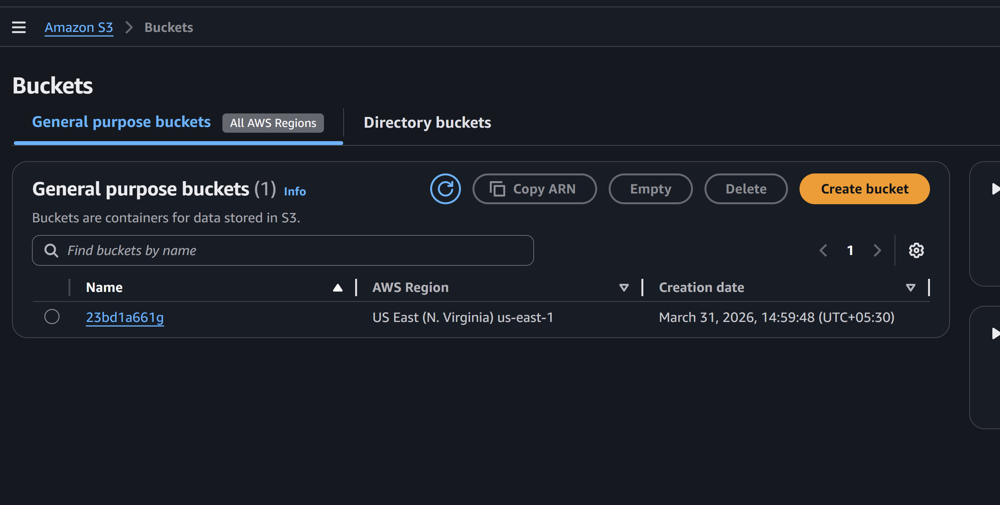 Amazon S3 > Buckets
Buckets
General purpose buckets All AWS Regions Directory buckets
General purpose buckets (1) Info Copy ARN Empty Delete Create bucket
Buckets are containers for data stored in S3.
Find buckets by name 1
Name AWS Region Creation date
23bd1a661g US East (N. Virginia) us-east-1 March 31, 2026, 14:59:48 (UTC+05:30)